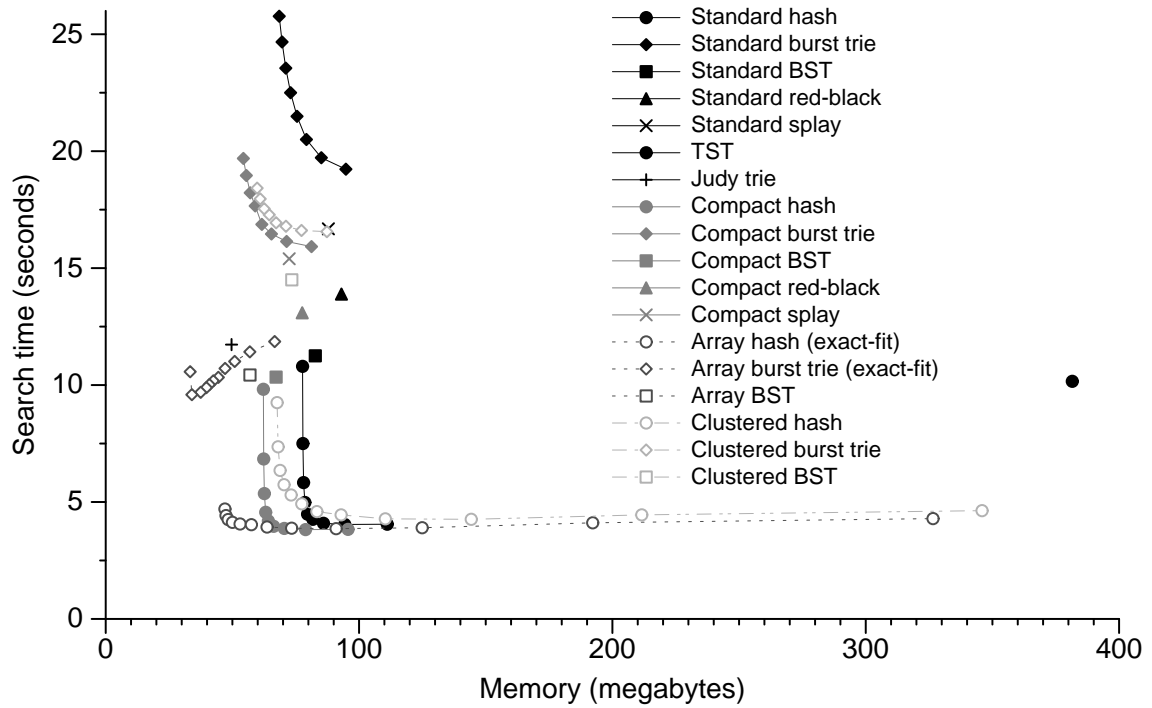 25
20
15
10
5
0
0
100
200
300
400
Search time (seconds)
Memory (megabytes)
Standard hash
Standard burst trie
Standard BST
Standard red-black
Standard splay
TST
Judy trie
Compact hash
Compact burst trie
Compact BST
Compact red-black
Compact splay
Array hash (exact-fit)
Array burst trie (exact-fit)
Array BST
Clustered hash
Clustered burst trie
Clustered BST